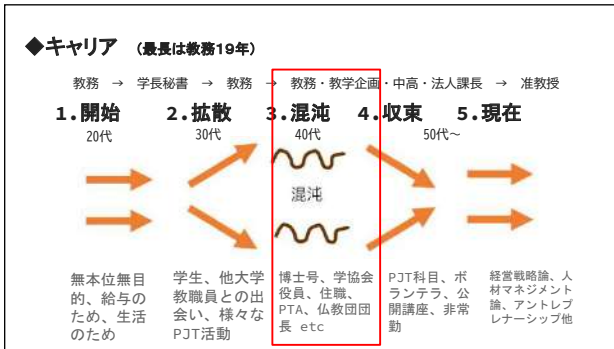 ◆キャリア (最長は教務19年)
教務 → 学長秘書 → 教務 → 教務・教学企画・中高・法人課長 → 准教授
1.開始 2.拡散 3.混沌 4.収束 5.現在
20代 30代 40代 50代~
混沌
無本位無目
的、給与の
ため、生活
のため
学生、他大学
教職員との出
会い、様々な
PJT活動
博士号、学協会
役員、住職、
PTA、仏教団団
長 etc
PJT科目、ボ
ランテラ、公
開講座、非常
勤
経営戦略論、人
材マネジメント
論、アントレプ
レナーシップ他